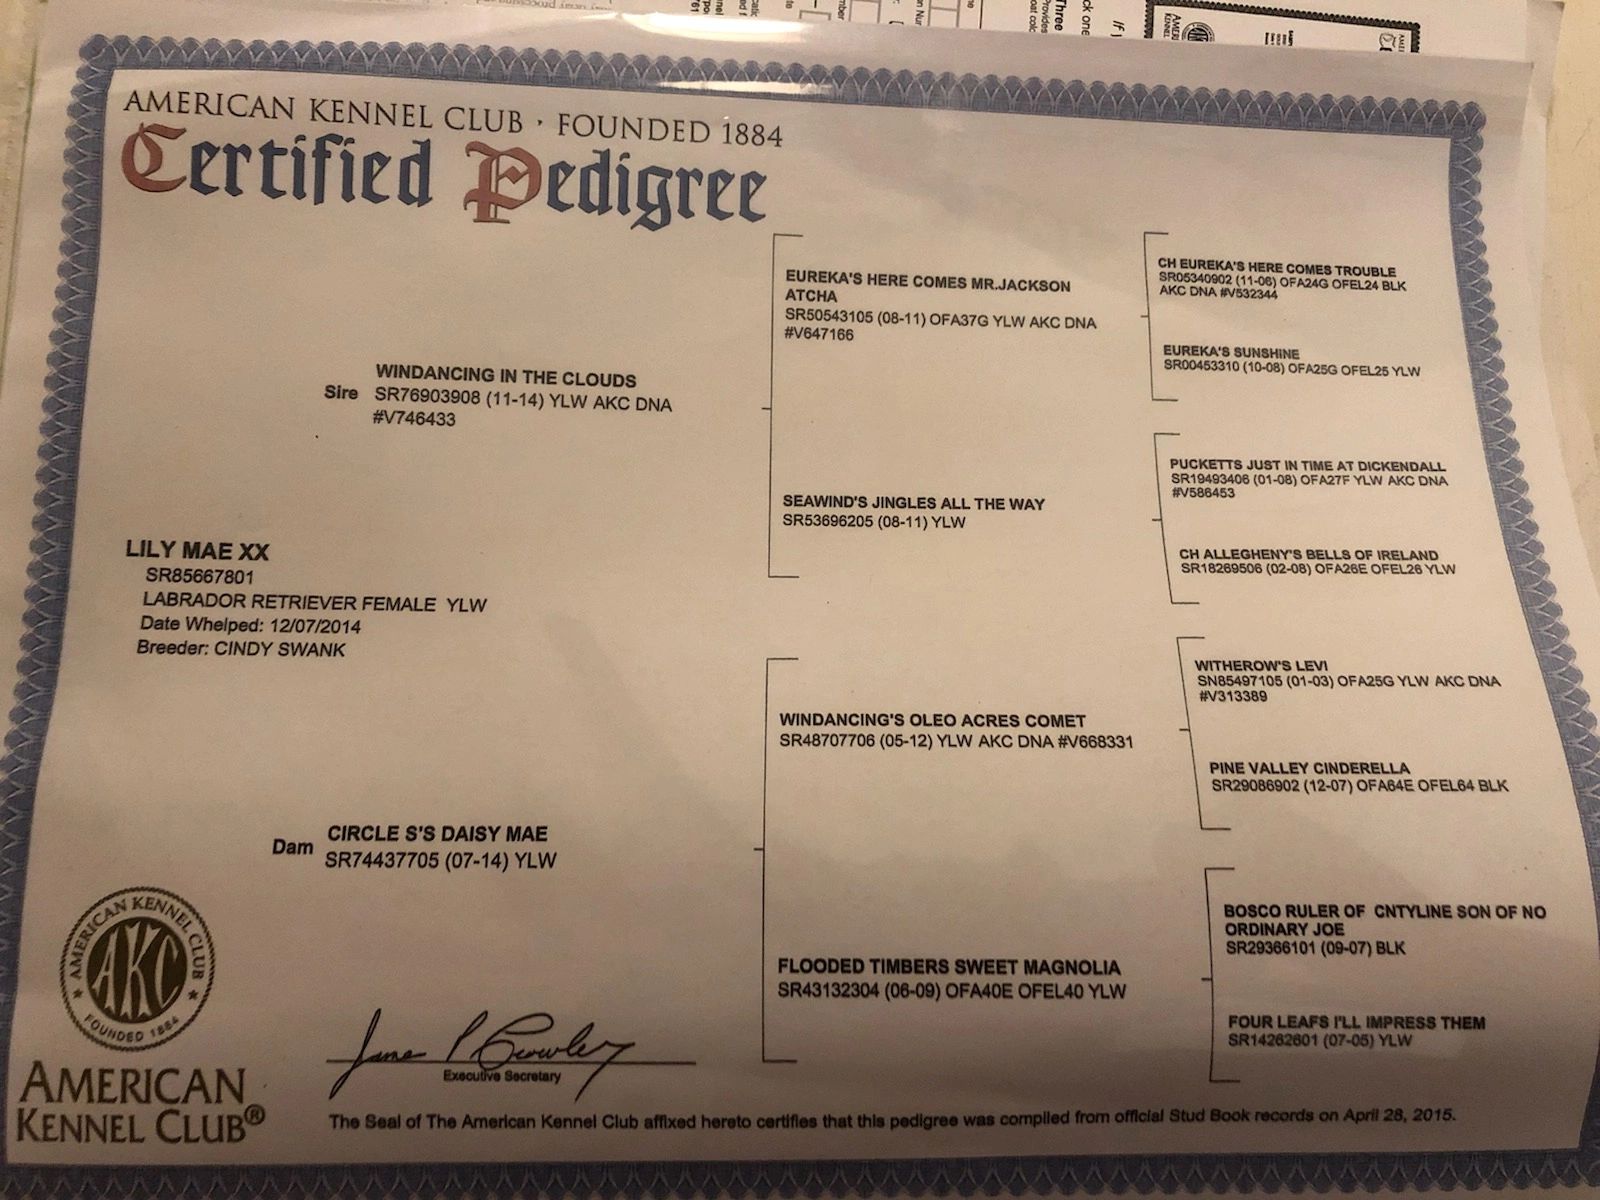 AMERICAN KENNEL CLUB · FOUNDED 1884
Certified Pedigree
EUREKA'S HERE COMES MR.JACKSON
ATCHA
SR50543105 (08-11) OFA37G YLW AKC DNA
#V647166
CH EUREKA'S HERE COMES TROUBLE
SR05340902 (11-06) OFA24G OFEL24 BLK
AKC DNA #V532344
EUREKA'S SUNSHINE
SR00453310 (10-08) OFA25G OFEL25 YLW
WINDANCING IN THE CLOUDS
Sire SR76903908 (11-14) YLW AKC DNA
#V746433
SEAWIND'S JINGLES ALL THE WAY
SR53696205 (08-11) YLW
PUCKETTS JUST IN TIME AT DICKENDALL
SR19493406 (01-08) OFA27F YLW AKC DNA
#V586453
CH ALLEGHENY'S BELLS OF IRELAND
SR18269506 (02-08) OFA26E OFEL26 YLW
LILY MAE XX
SR85667801
LABRADOR RETRIEVER FEMALE YLW
Date Whelped: 12/07/2014
Breeder: CINDY SWANK
WINDANCING'S OLEO ACRES COMET
SR48707706 (05-12) YLW AKC DNA #V668331
WITHEROW'S LEVI
SN85497105 (01-03) OFA25G YLW AKC DNA
#V313389
PINE VALLEY CINDERELLA
SR29086902 (12-07) OFA64E OFEL64 BLK
CIRCLE S'S DAISY MAE
Dam SR74437705 (07-14) YLW
FLOODED TIMBERS SWEET MAGNOLIA
SR43132304 (06-09) OFA40E OFEL40 YLW
BOSCO RULER OF CNTYLINE SON OF NO
ORDINARY JOE
SR29366101 (09-07) BLK
FOUR LEAFS I'LL IMPRESS THEM
SR14262601 (07-05) YLW
AMERICAN KENNEL CLUB
AKC
FOUNDED 1884
AMERICAN
KENNEL CLUB®
Executive Secretary
The Seal of The American Kennel Club affixed hereto certifies that this pedigree was compiled from official Stud Book records on April 28, 2015.